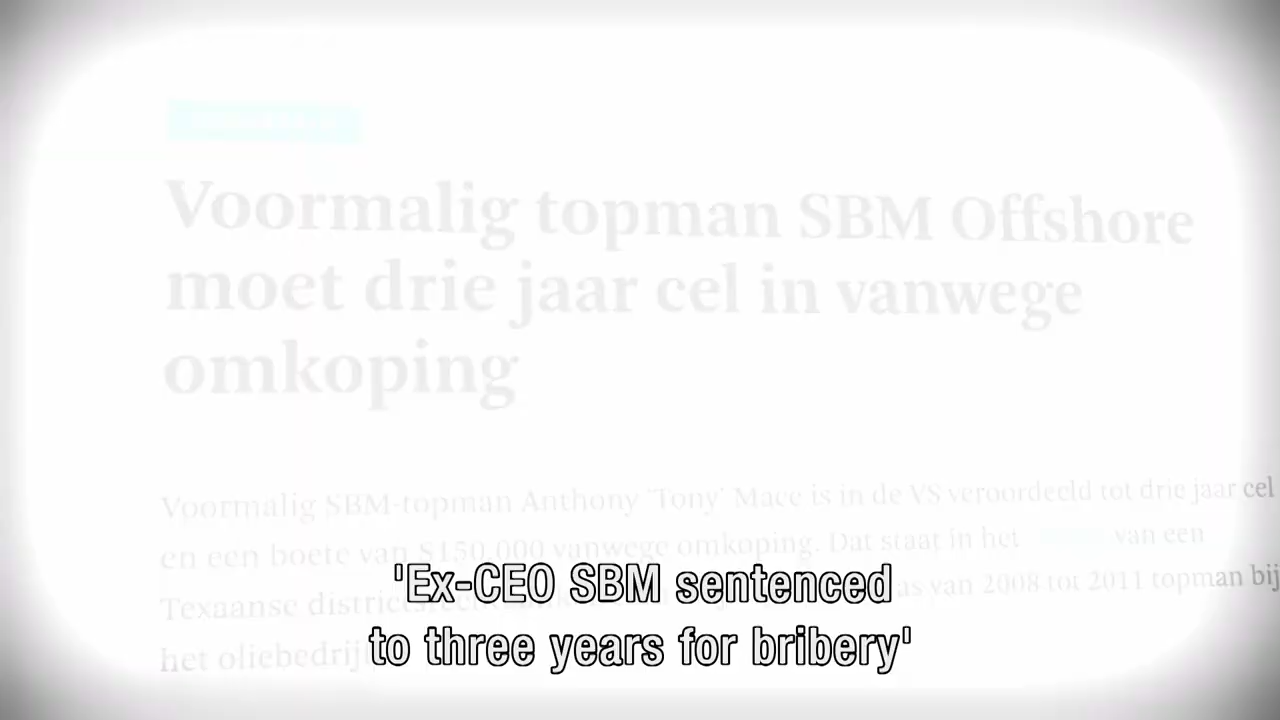 Voormalig topman SBM Offshore
moet drie jaar cel in vanwege
omkoping
Voormalig SBM-topman Anthony 'Tony' Mace is in de VS veroordeeld tot drie jaar cel
en een boete van $150.000 vanwege omkoping. Dat staat in het van een
Texaanse van 2008 tot 2011 topman bij
het oliebedrijf
'Ex-CEO SBM sentenced
to three years for bribery'